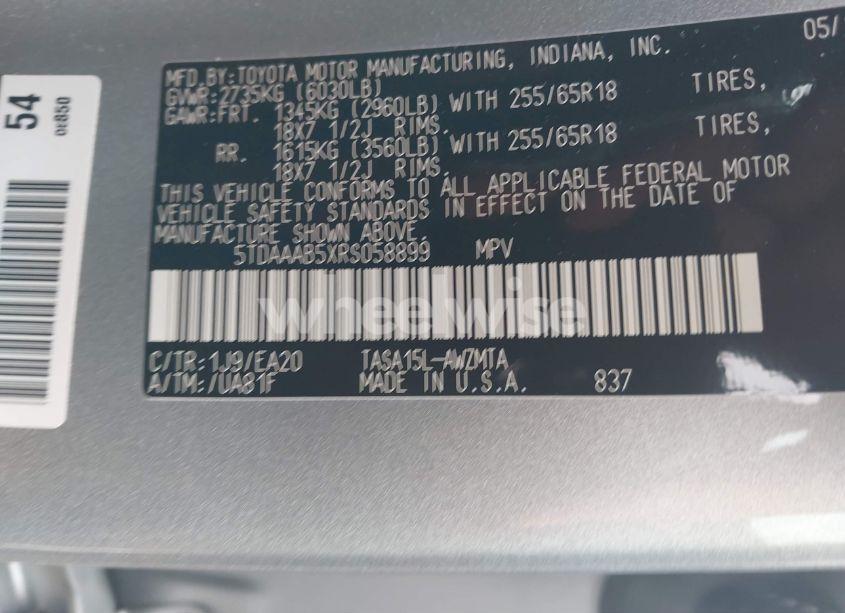 05/
MFD.BY:TOYOTA MOTOR MANUFACTURING, INDIANA, INC.
GVWR:2735KG (6030LB)
GAWR:FRT. 1345KG (2960LB) WITH 255/65R18 TIRES,
18X7 1/2J RIMS.
RR. 1615KG (3560LB) WITH 255/65R18 TIRES,
18X7 1/2J RIMS.
THIS VEHICLE CONFORMS TO ALL APPLICABLE FEDERAL MOTOR
VEHICLE SAFETY STANDARDS IN EFFECT ON THE DATE OF
MANUFACTURE SHOWN ABOVE.
5TDAAAB5XRS058899 MPV
wheelwise
C/TR:1J9/EA20 TASA15L-AWZMTA
A/TM:/UA81F MADE IN U.S.A. 837
54